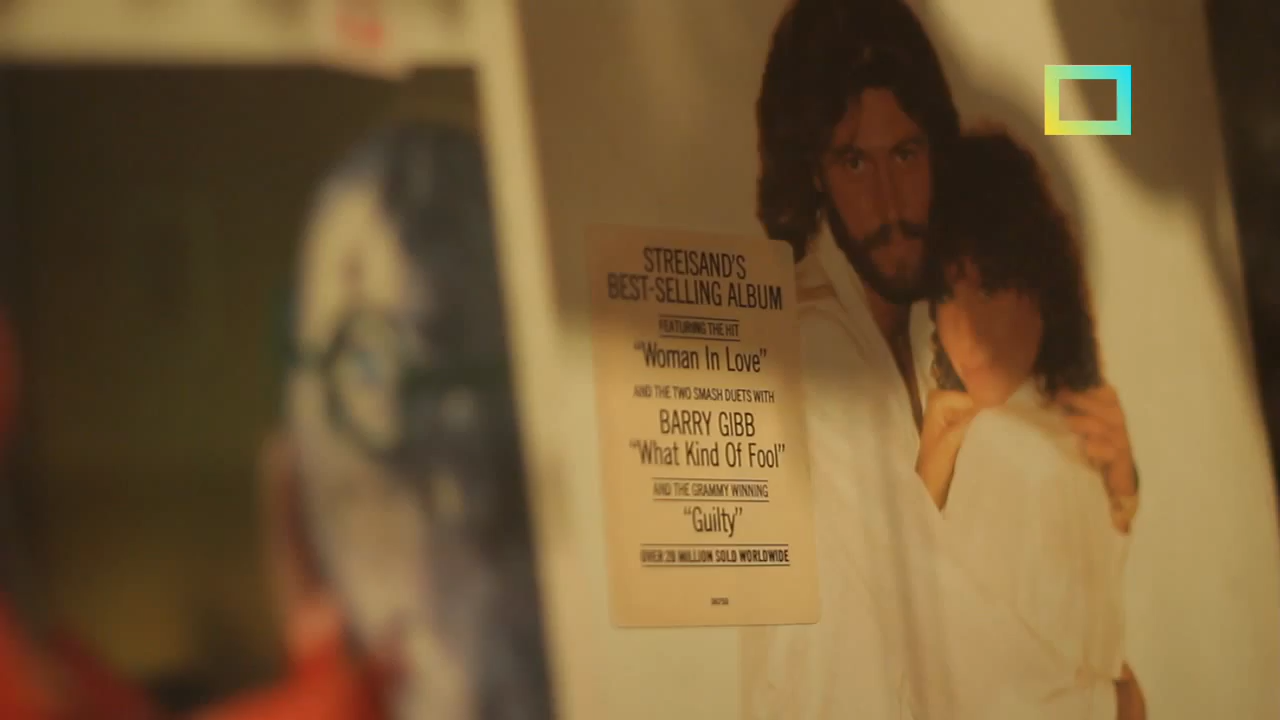 STREISAND'S
BEST-SELLING ALBUM
FEATURING THE HIT
"Woman In Love"
AND THE TWO SMASH DUETS WITH
BARRY GIBB
"What Kind Of Fool"
AND THE GRAMMY WINNING
"Guilty"
OVER 20 MILLION SOLD WORLDWIDE